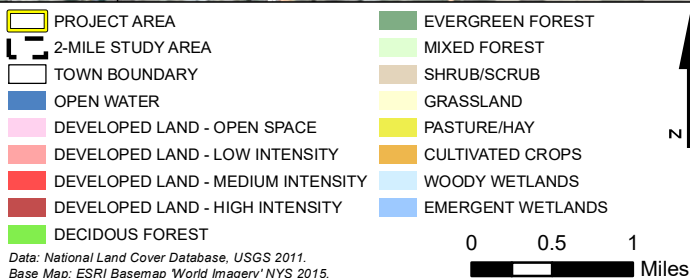 PROJECT AREA
2-MILE STUDY AREA
TOWN BOUNDARY
OPEN WATER
DEVELOPED LAND - OPEN SPACE
DEVELOPED LAND - LOW INTENSITY
DEVELOPED LAND - MEDIUM INTENSITY
DEVELOPED LAND - HIGH INTENSITY
DECIDOUS FOREST
EVERGREEN FOREST
MIXED FOREST
SHRUB/SCRUB
GRASSLAND
PASTURE/HAY
CULTIVATED CROPS
WOODY WETLANDS
EMERGENT WETLANDS
N
0 0.5 1
Miles
Data: National Land Cover Database, USGS 2011.
Base Map: ESRI Basemap 'World Imagery' NYS 2015.